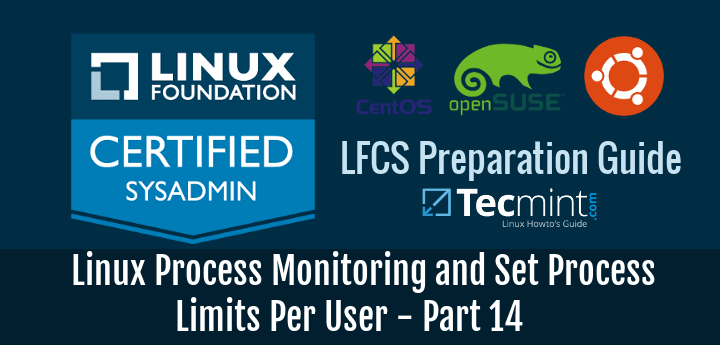 LINUX
FOUNDATION
CERTIFIED
SYSADMIN
CentOS
openSUSE
LFCS Preparation Guide
Tecmint.com
Linux Howto's Guide
Linux Process Monitoring and Set Process
Limits Per User - Part 14